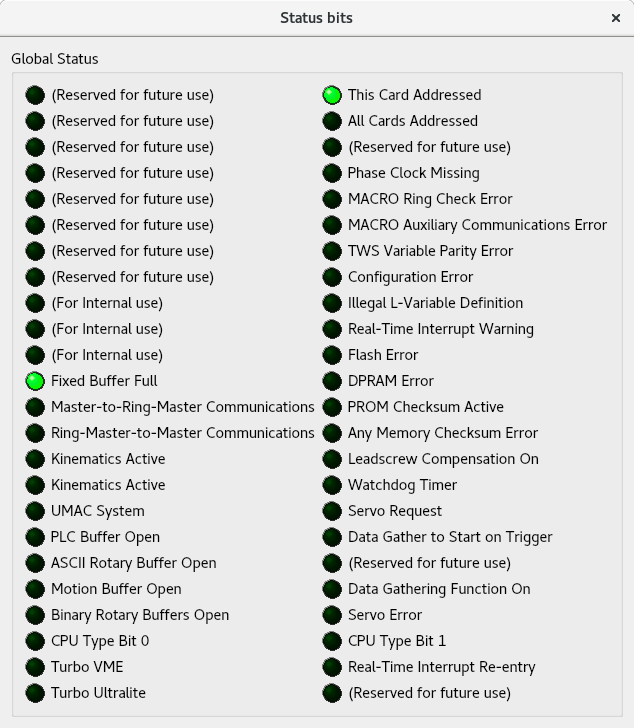 Status bits
Global Status
(Reserved for future use)
(Reserved for future use)
(Reserved for future use)
(Reserved for future use)
(Reserved for future use)
(Reserved for future use)
(Reserved for future use)
(Reserved for future use)
(For Internal use)
(For Internal use)
(For Internal use)
Fixed Buffer Full
Master-to-Ring-Master Communications
Ring-Master-to-Master Communications
Kinematics Active
Kinematics Active
UMAC System
PLC Buffer Open
ASCII Rotary Buffer Open
Motion Buffer Open
Binary Rotary Buffers Open
CPU Type Bit 0
Turbo VME
Turbo Ultralite
This Card Addressed
All Cards Addressed
(Reserved for future use)
Phase Clock Missing
MACRO Ring Check Error
MACRO Auxiliary Communications Error
TWS Variable Parity Error
Configuration Error
Illegal L-Variable Definition
Real-Time Interrupt Warning
Flash Error
DPRAM Error
PROM Checksum Active
Any Memory Checksum Error
Leadscrew Compensation On
Watchdog Timer
Servo Request
Data Gather to Start on Trigger
(Reserved for future use)
Data Gathering Function On
Servo Error
CPU Type Bit 1
Real-Time Interrupt Re-entry
(Reserved for future use)